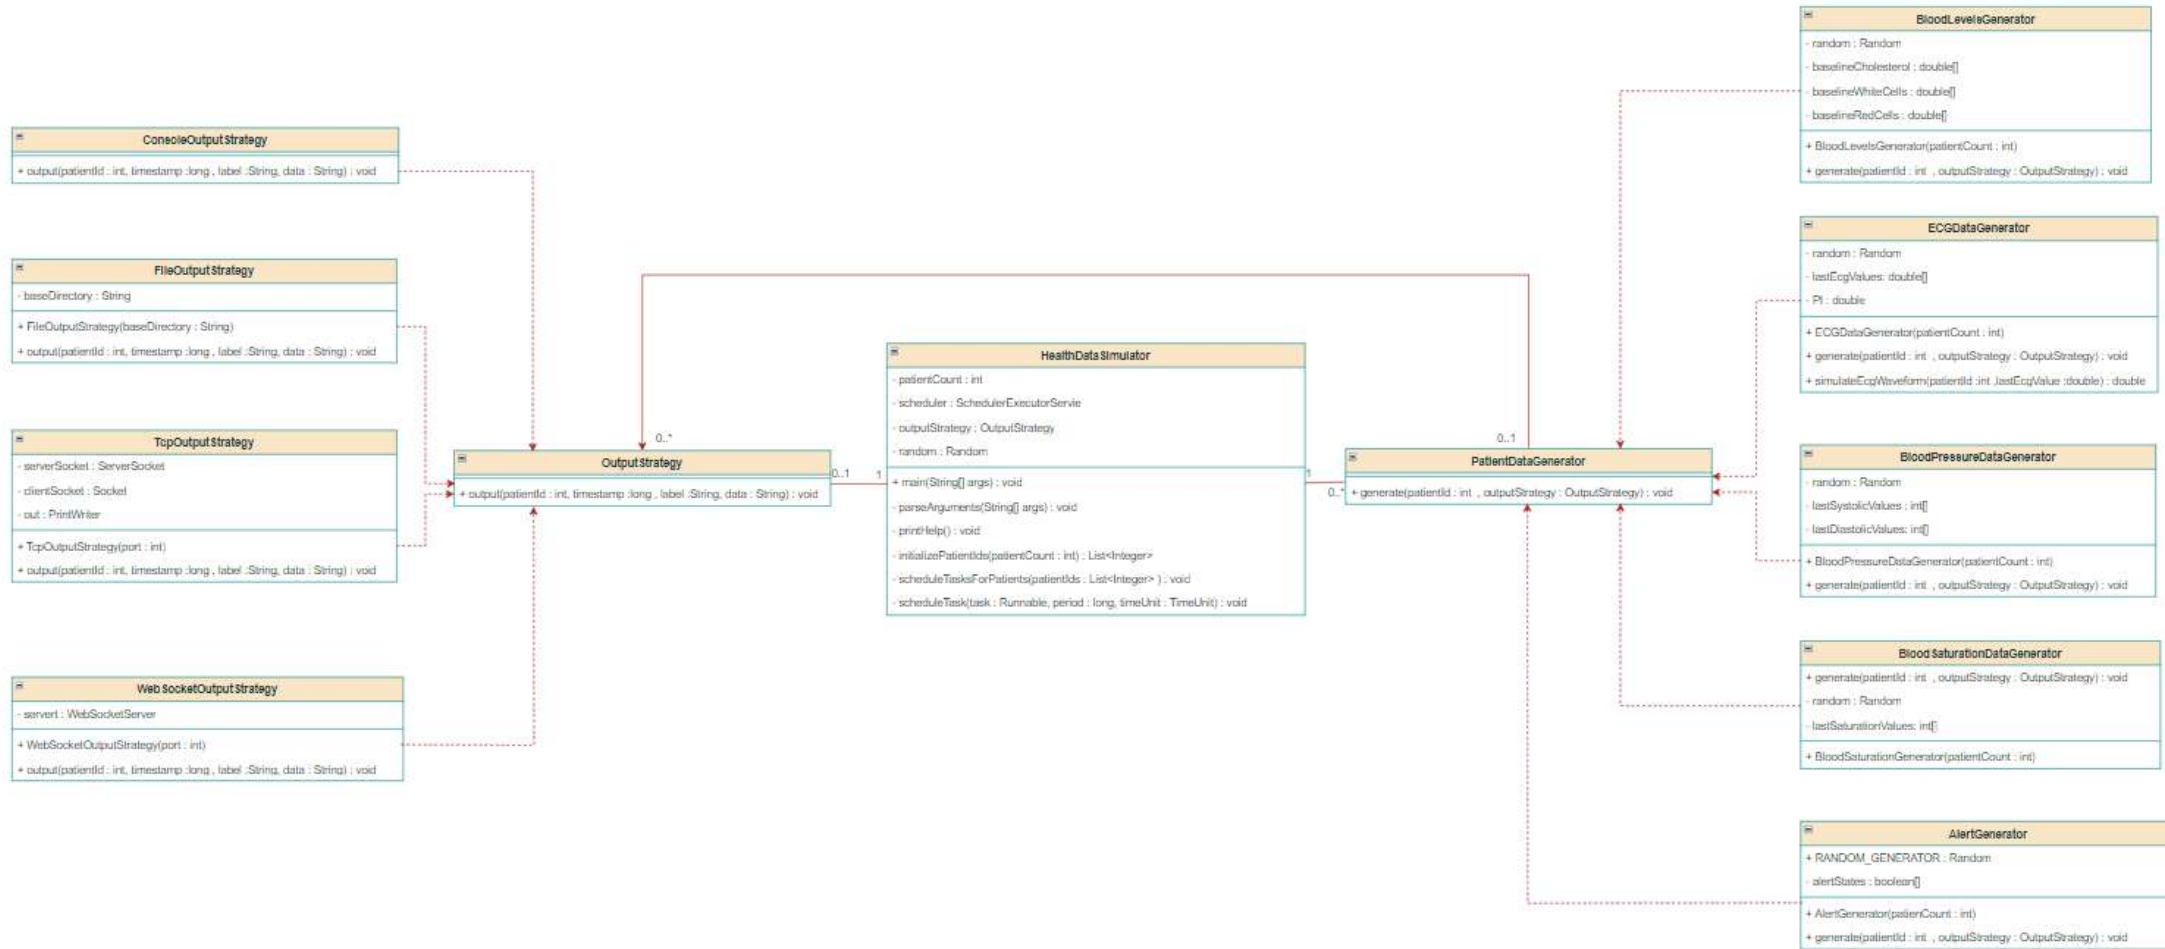 ConsoleOutputStrategy
+ output(patientId : int, timestamp :long , label :String, data : String) : void
FileOutputStrategy
- baseDirectory : String
+ FileOutputStrategy(baseDirectory : String)
+ output(patientId : int, timestamp :long , label :String, data : String) : void
TcpOutputStrategy
- serverSocket : ServerSocket
- clientSocket : Socket
- out : PrintWriter
+ TcpOutputStrategy(port : int)
+ output(patientId : int, timestamp :long , label :String, data : String) : void
WebSocketOutputStrategy
- servert : WebSocketServer
+ WebSocketOutputStrategy(port : int)
+ output(patientId : int, timestamp :long , label :String, data : String) : void
0..*
OutputStrategy
+ output(patientId : int, timestamp :long , label :String, data : String) : void
0..1
1
HealthDataSimulator
- patientCount : int
- scheduler : SchedulerExecutorServie
- outputStrategy : OutputStrategy
- random : Random
+ main(String[] args) : void
- parseArguments(String[] args) : void
- printHelp() : void
- initializePatientIds(patientCount : int) : List<Integer>
- scheduleTasksForPatients(patientIds : List<Integer> ) : void
- scheduleTask(task : Runnable, period : long, timeUnit : TimeUnit) : void
1
0..*
0..1
PatientDataGenerator
+ generate(patientId : int , outputStrategy : OutputStrategy) : void
BloodLevelsGenerator
- random : Random
- baselineCholesterol : double[]
- baselineWhiteCells : double[]
- baselineRedCells : double[]
+ BloodLevelsGenerator(patientCount : int)
+ generate(patientId : int , outputStrategy : OutputStrategy) : void
ECGDataGenerator
- random : Random
- lastEcgValues: double[]
- PI : double
+ ECGDataGenerator(patientCount : int)
+ generate(patientId : int , outputStrategy : OutputStrategy) : void
+ simulateEcgWaveform(patientId :int ,lastEcgValue :double) : double
BloodPressureDataGenerator
- random : Random
- lastSystolicValues : int[]
- lastDiastolicValues: int[]
+ BloodPressureDataGenerator(patientCount : int)
+ generate(patientId : int , outputStrategy : OutputStrategy) : void
BloodSaturationDataGenerator
+ generate(patientId : int , outputStrategy : OutputStrategy) : void
- random : Random
- lastSaturationValues: int[]
+ BloodSaturationGenerator(patientCount : int)
AlertGenerator
+ RANDOM_GENERATOR : Random
- alertStates : boolean[]
+ AlertGenerator(patienCount : int)
+ generate(patientId : int , outputStrategy : OutputStrategy) : void